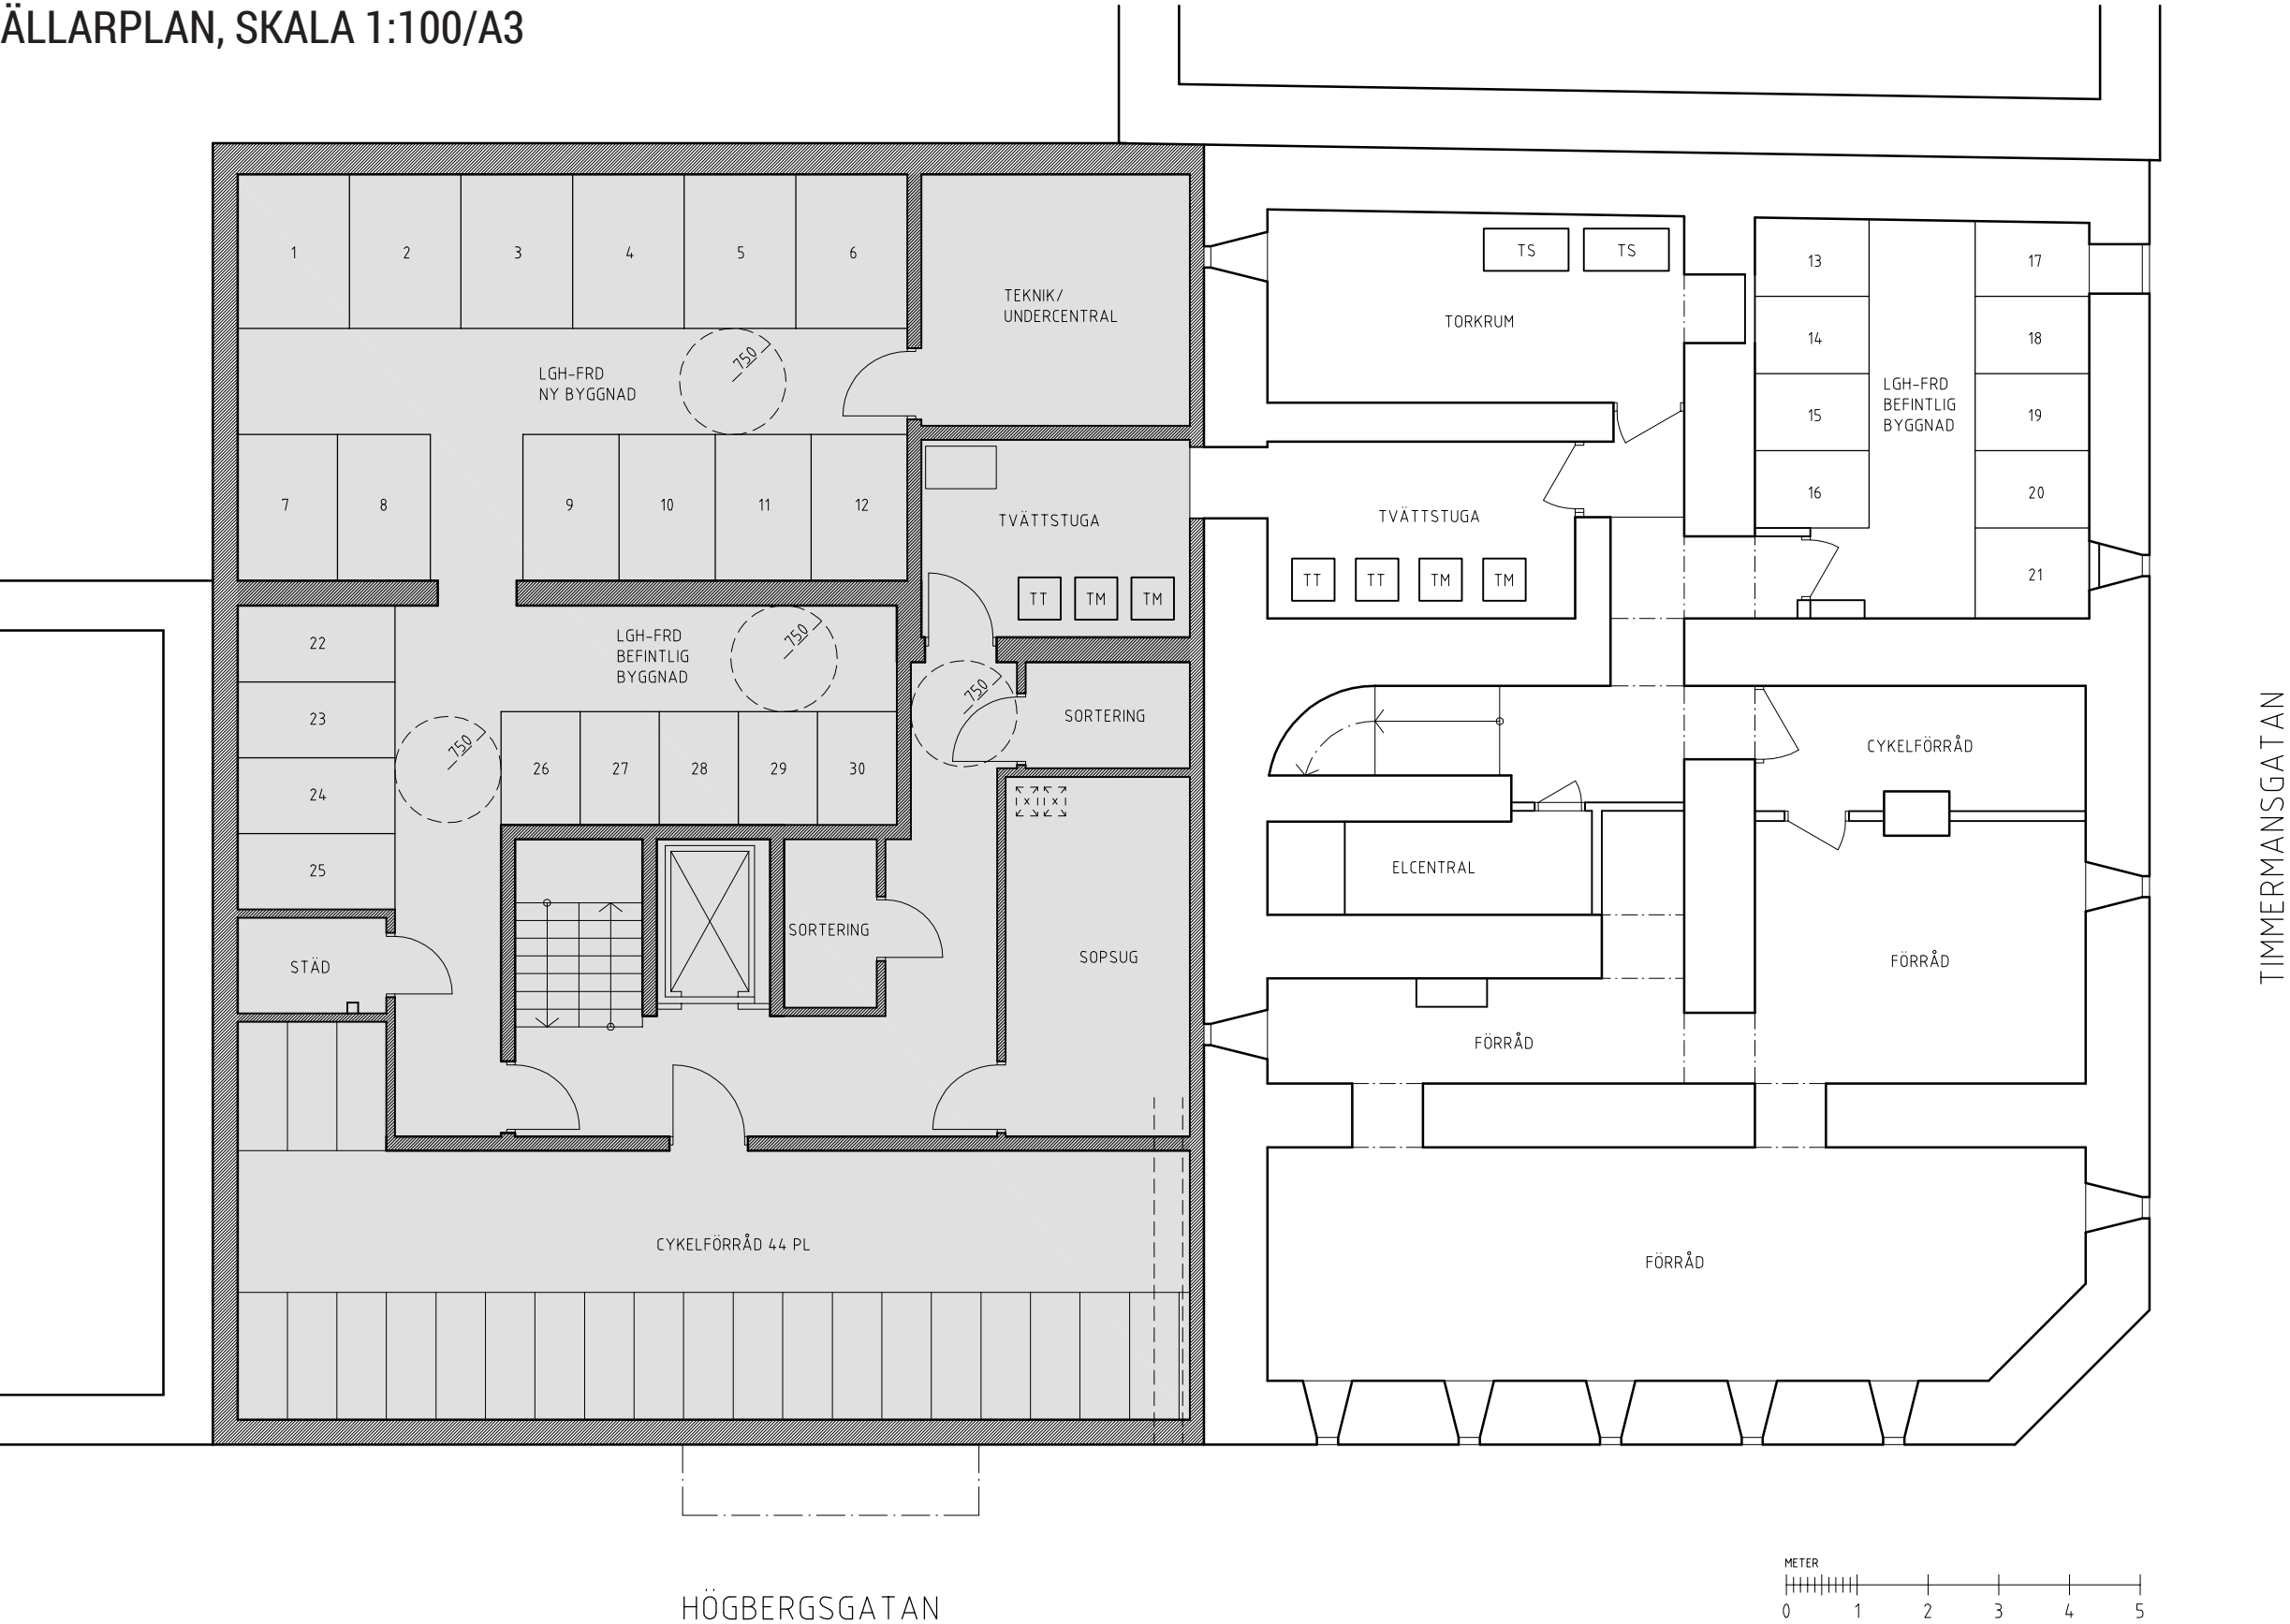 ÄLLARPLAN, SKALA 1:100/A3
1
2
3
4
5
6
TEKNIK/
UNDERCENTRAL
LGH-FRD
NY BYGGNAD
750
7
8
9
10
11
12
TVÄTTSTUGA
TT
TM
TM
22
23
24
25
LGH-FRD
BEFINTLIG
BYGGNAD
750
750
750
26
27
28
29
30
SORTERING
SORTERING
STÄD
SOPSUG
CYKELFÖRRÅD 44 PL
TS
TS
TORKRUM
13
14
15
16
LGH-FRD
BEFINTLIG
BYGGNAD
17
18
19
20
21
TVÄTTSTUGA
TT
TT
TM
TM
CYKELFÖRRÅD
ELCENTRAL
FÖRRÅD
FÖRRÅD
FÖRRÅD
TIMMERMANSGATAN
HÖGBERGSGATAN
METER
0 1 2 3 4 5